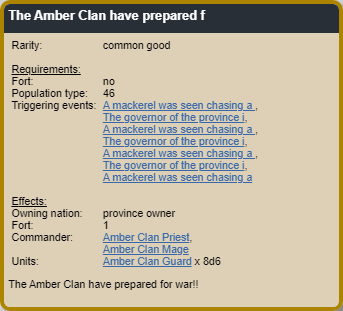 The Amber Clan have prepared f
Rarity: common good
Requirements:
Fort: no
Population type: 46
Triggering events: A mackerel was seen chasing a ,
The governor of the province i,
A mackerel was seen chasing a ,
The governor of the province i,
A mackerel was seen chasing a ,
The governor of the province i,
A mackerel was seen chasing a
Effects:
Owning nation: province owner
Fort: 1
Commander: Amber Clan Priest,
Amber Clan Mage
Units: Amber Clan Guard x 8d6
The Amber Clan have prepared for war!!